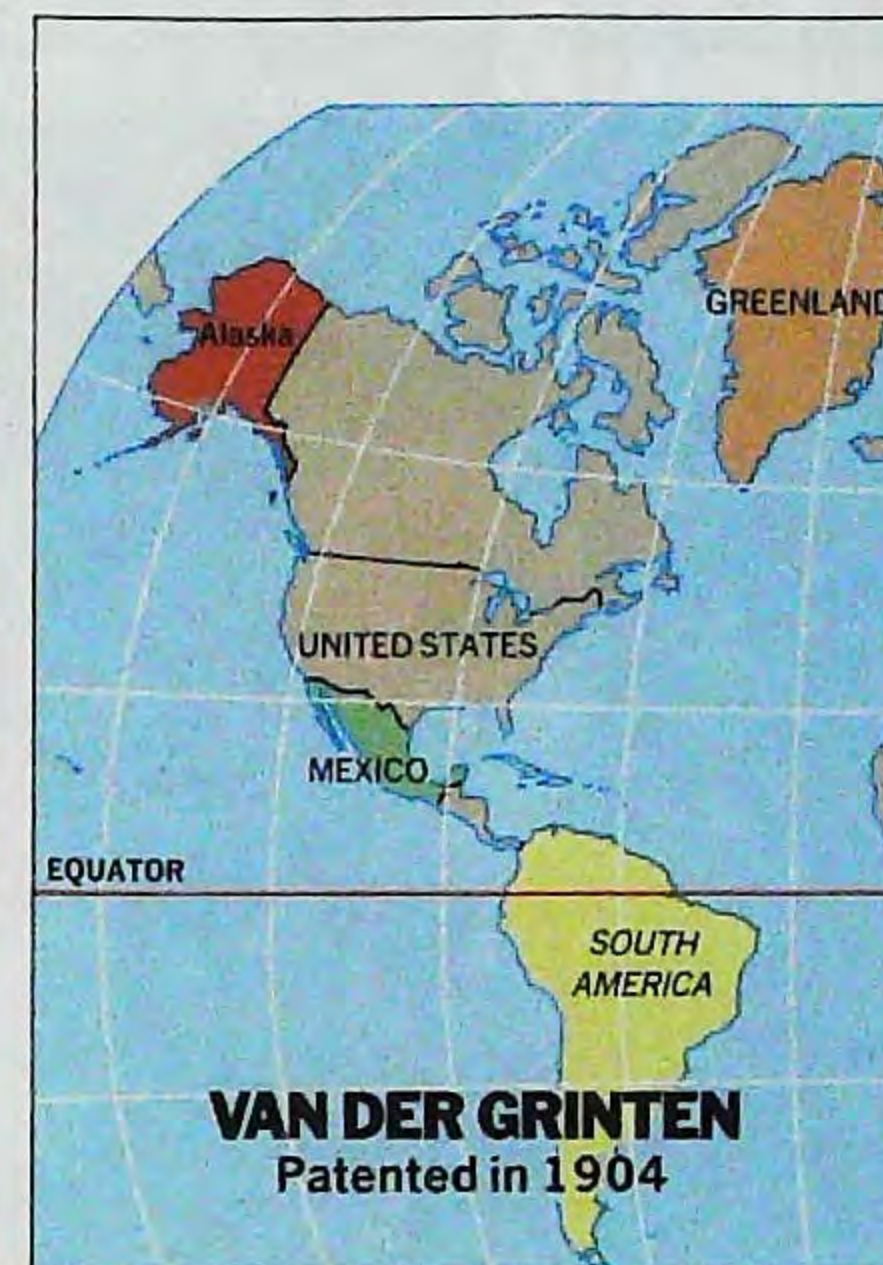 GREENLAND
Alaska
UNITED STATES
MEXICO
EQUATOR
SOUTH
AMERICA
VAN DER GRINTEN
Patented in 1904